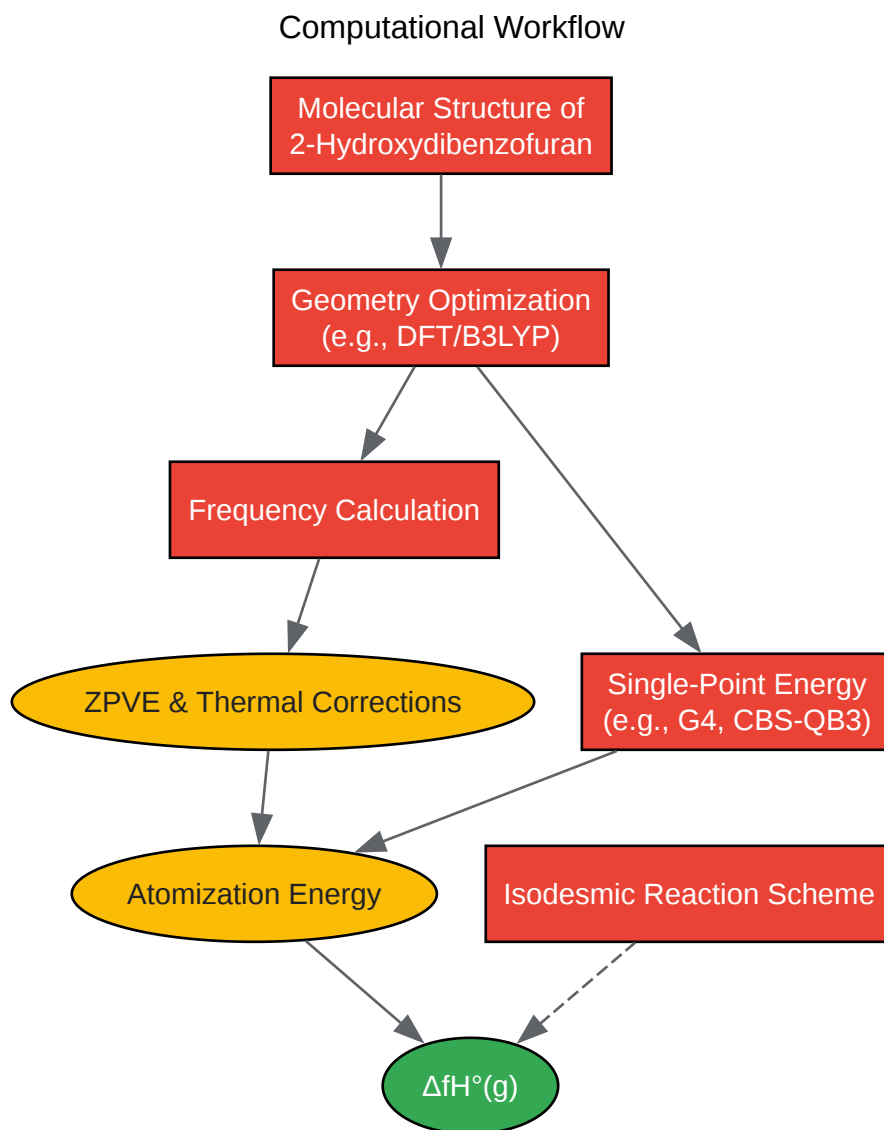 Computational Workflow
Molecular Structure of
2-Hydroxydibenzofuran
Geometry Optimization
(e.g., DFT/B3LYP)
Frequency Calculation
ZPVE & Thermal Corrections
Single-Point Energy
(e.g., G4, CBS-QB3)
Atomization Energy
Isodesmic Reaction Scheme
ΔfH°(g)